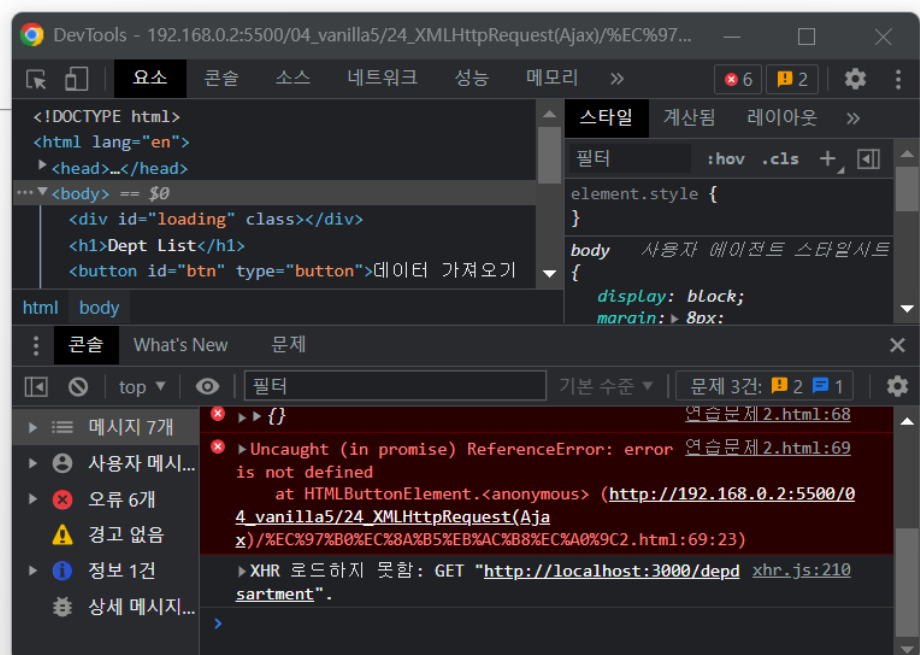 DevTools - 192.168.0.2:5500/04_vanilla5/24_XMLHttpRequest(Ajax)/%EC%97...
요소 콘솔 소스 네트워크 성능 메모리 » 6 2
<!DOCTYPE html>
<html lang="en">
<head>…</head>
<body> == $0
<div id="loading" class></div>
<h1>Dept List</h1>
<button id="btn" type="button">데이터 가져오기
html body
스타일 계산됨 레이아웃 »
필터 :hov .cls +
element.style {
}
body 사용자 에이전트 스타일시트
{
display: block;
margin: 8px;
콘솔 What's New 문제
top 필터 기본 수준 문제 3건: 2 1
메시지 7개
사용자 메시...
오류 6개
경고 없음
정보 1건
상세 메시지...
{} 연습문제2.html:68
Uncaught (in promise) ReferenceError: error 연습문제2.html:69
is not defined
at HTMLButtonElement.<anonymous> (http://192.168.0.2:5500/0
4_vanilla5/24_XMLHttpRequest(Aja
x)/%EC%97%B0%EC%8A%B5%EB%AC%B8%EC%A0%9C2.html:69:23)
XHR 로드하지 못함: GET "http://localhost:3000/depd xhr.js:210
sartment".